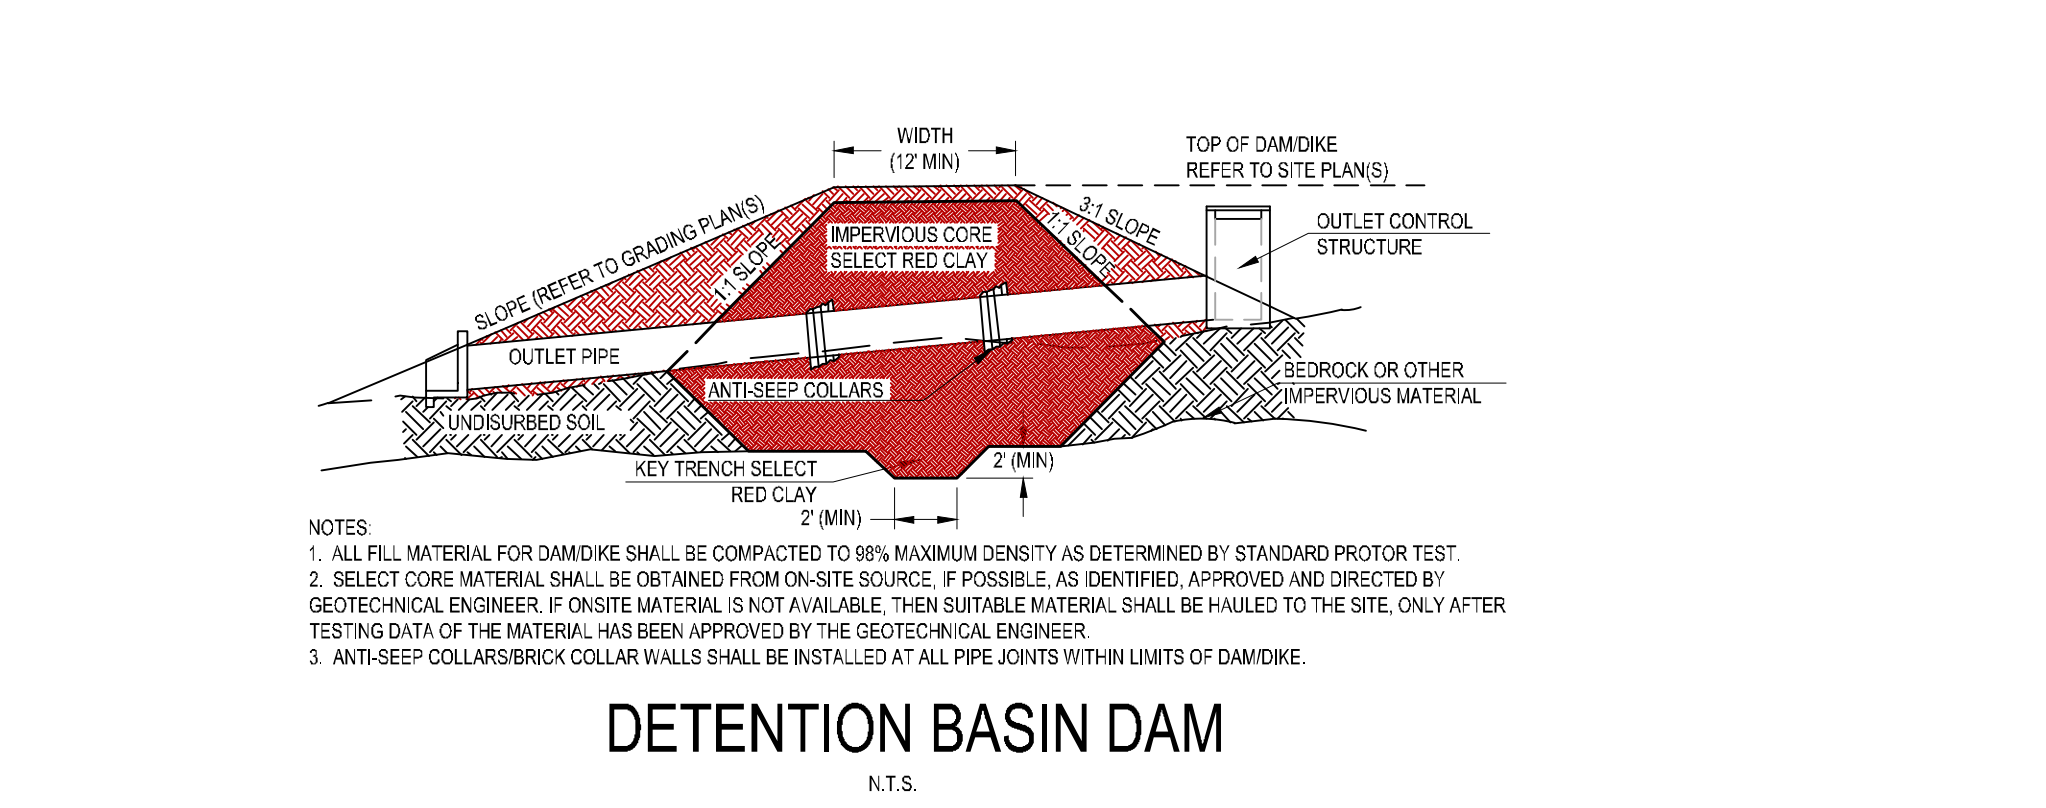 WIDTH
(12' MIN)
TOP OF DAM/DIKE
REFER TO SITE PLAN(S)
SLOPE (REFER TO GRADING PLAN(S)
1:1 SLOPE
IMPERVIOUS CORE
SELECT RED CLAY
1:1 SLOPE
3:1 SLOPE
OUTLET CONTROL
STRUCTURE
OUTLET PIPE
ANTI-SEEP COLLARS
BEDROCK OR OTHER
IMPERVIOUS MATERIAL
UNDISURBED SOIL
KEY TRENCH SELECT
RED CLAY
2' (MIN)
2' (MIN)
NOTES:
1. ALL FILL MATERIAL FOR DAM/DIKE SHALL BE COMPACTED TO 98% MAXIMUM DENSITY AS DETERMINED BY STANDARD PROTOR TEST.
2. SELECT CORE MATERIAL SHALL BE OBTAINED FROM ON-SITE SOURCE, IF POSSIBLE, AS IDENTIFIED, APPROVED AND DIRECTED BY
GEOTECHNICAL ENGINEER. IF ONSITE MATERIAL IS NOT AVAILABLE, THEN SUITABLE MATERIAL SHALL BE HAULED TO THE SITE, ONLY AFTER
TESTING DATA OF THE MATERIAL HAS BEEN APPROVED BY THE GEOTECHNICAL ENGINEER.
3. ANTI-SEEP COLLARS/BRICK COLLAR WALLS SHALL BE INSTALLED AT ALL PIPE JOINTS WITHIN LIMITS OF DAM/DIKE.
DETENTION BASIN DAM
N.T.S.